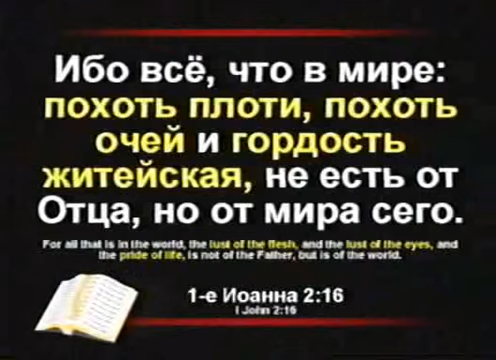 Ибо всё, что в мире:
похоть плоти, похоть
очей и гордость
житейская, не есть от
Отца, но от мира сего.
For all that is in the world, the lust of the flesh, and the lust of the eyes, and
the pride of life, is not of the Father, but is of the world.
1-е Иоанна 2:16
I John 2:16